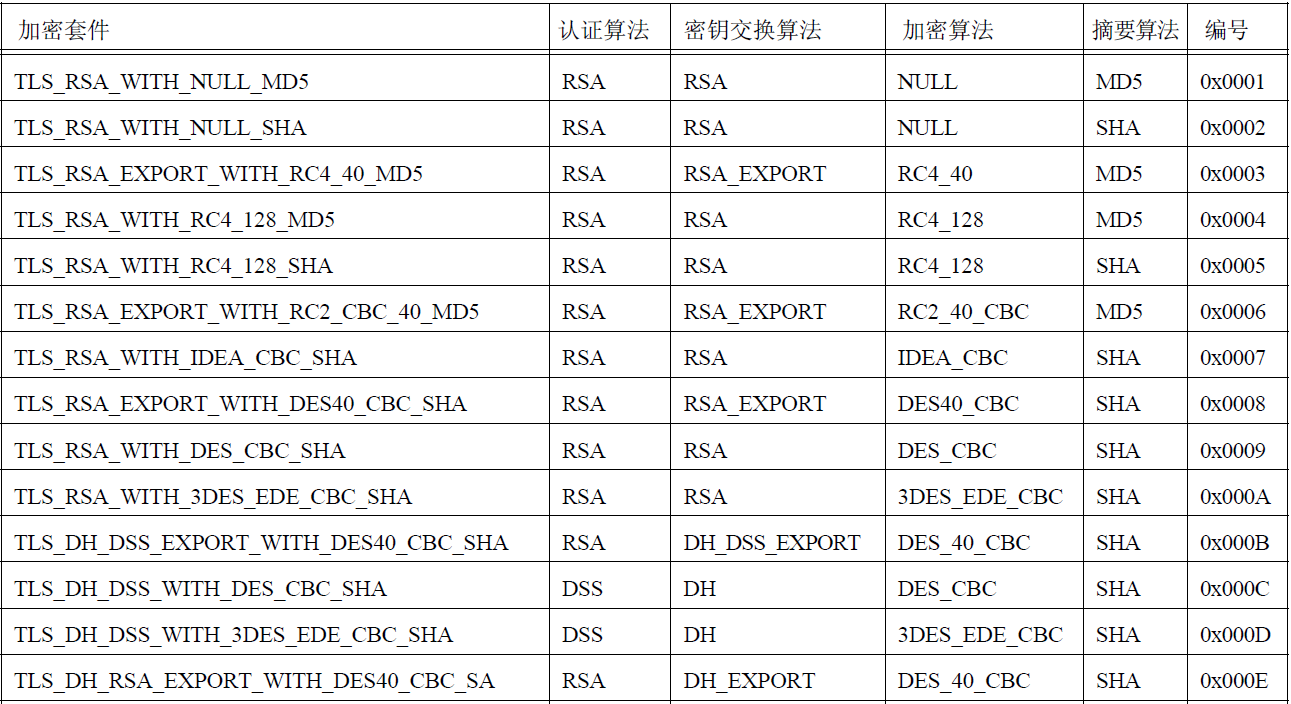 加密套件 认证算法 密钥交换算法 加密算法 摘要算法 编号
TLS_RSA_WITH_NULL_MD5 RSA RSA NULL MD5 0x0001
TLS_RSA_WITH_NULL_SHA RSA RSA NULL SHA 0x0002
TLS_RSA_EXPORT_WITH_RC4_40_MD5 RSA RSA_EXPORT RC4_40 MD5 0x0003
TLS_RSA_WITH_RC4_128_MD5 RSA RSA RC4_128 MD5 0x0004
TLS_RSA_WITH_RC4_128_SHA RSA RSA RC4_128 SHA 0x0005
TLS_RSA_EXPORT_WITH_RC2_CBC_40_MD5 RSA RSA_EXPORT RC2_40_CBC MD5 0x0006
TLS_RSA_WITH_IDEA_CBC_SHA RSA RSA IDEA_CBC SHA 0x0007
TLS_RSA_EXPORT_WITH_DES40_CBC_SHA RSA RSA_EXPORT DES40_CBC SHA 0x0008
TLS_RSA_WITH_DES_CBC_SHA RSA RSA DES_CBC SHA 0x0009
TLS_RSA_WITH_3DES_EDE_CBC_SHA RSA RSA 3DES_EDE_CBC SHA 0x000A
TLS_DH_DSS_EXPORT_WITH_DES40_CBC_SHA RSA DH_DSS_EXPORT DES_40_CBC SHA 0x000B
TLS_DH_DSS_WITH_DES_CBC_SHA DSS DH DES_CBC SHA 0x000C
TLS_DH_DSS_WITH_3DES_EDE_CBC_SHA DSS DH 3DES_EDE_CBC SHA 0x000D
TLS_DH_RSA_EXPORT_WITH_DES40_CBC_SA RSA DH_EXPORT DES_40_CBC SHA 0x000E